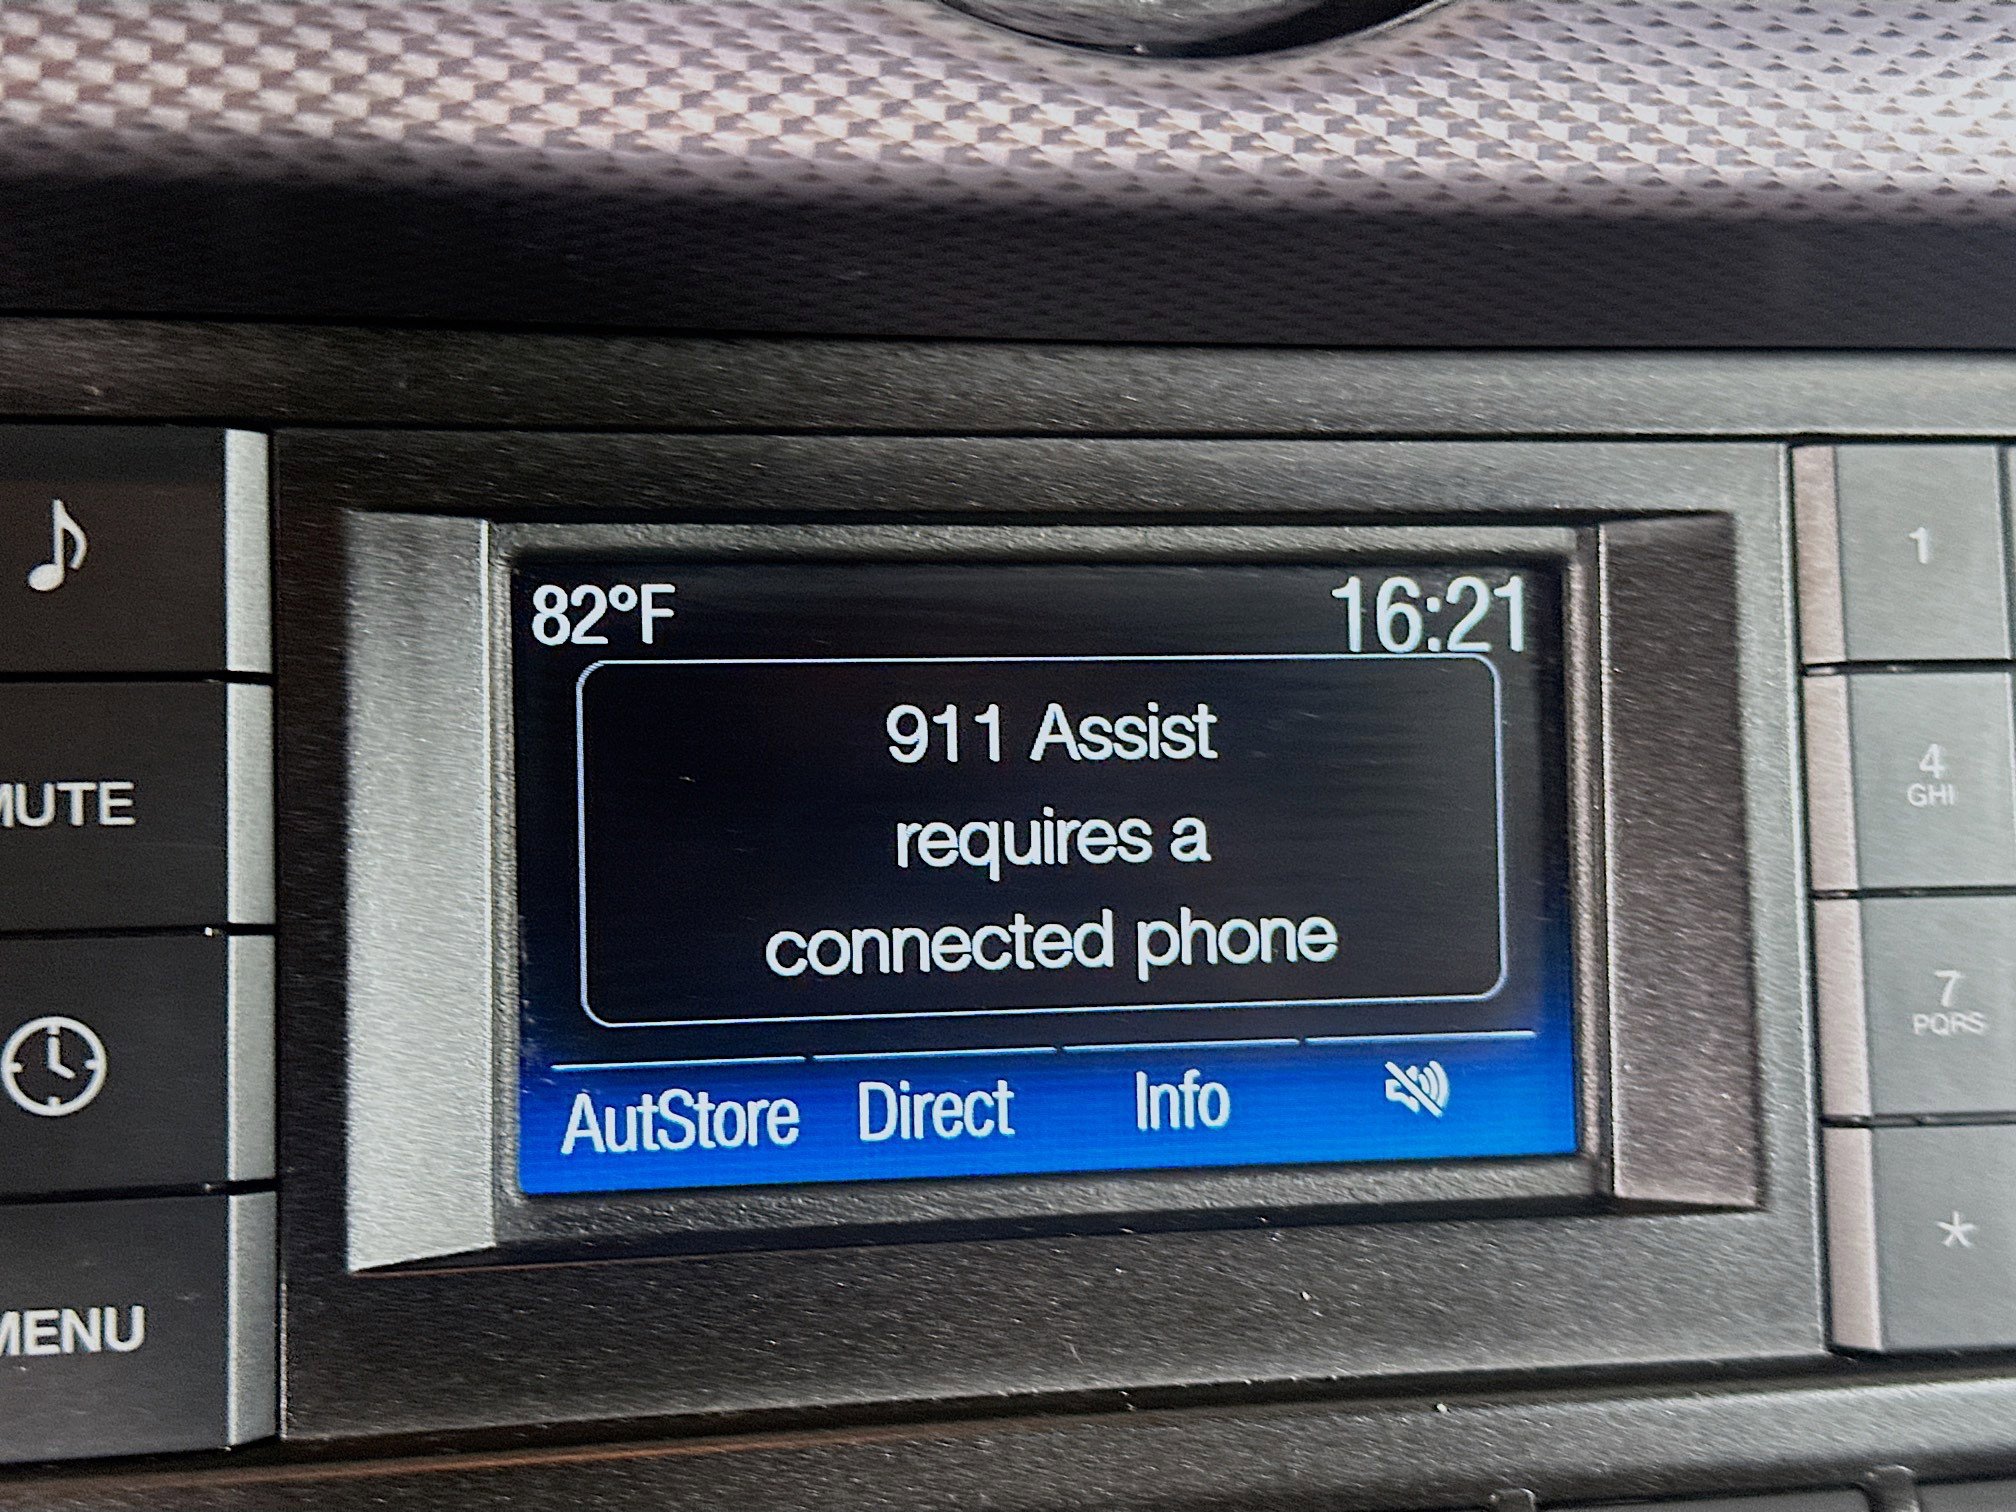 82°F 16:21
911 Assist
requires a
connected phone
AutStore Direct Info
MUTE
MENU
1
4
GHI
7
PQRS
*